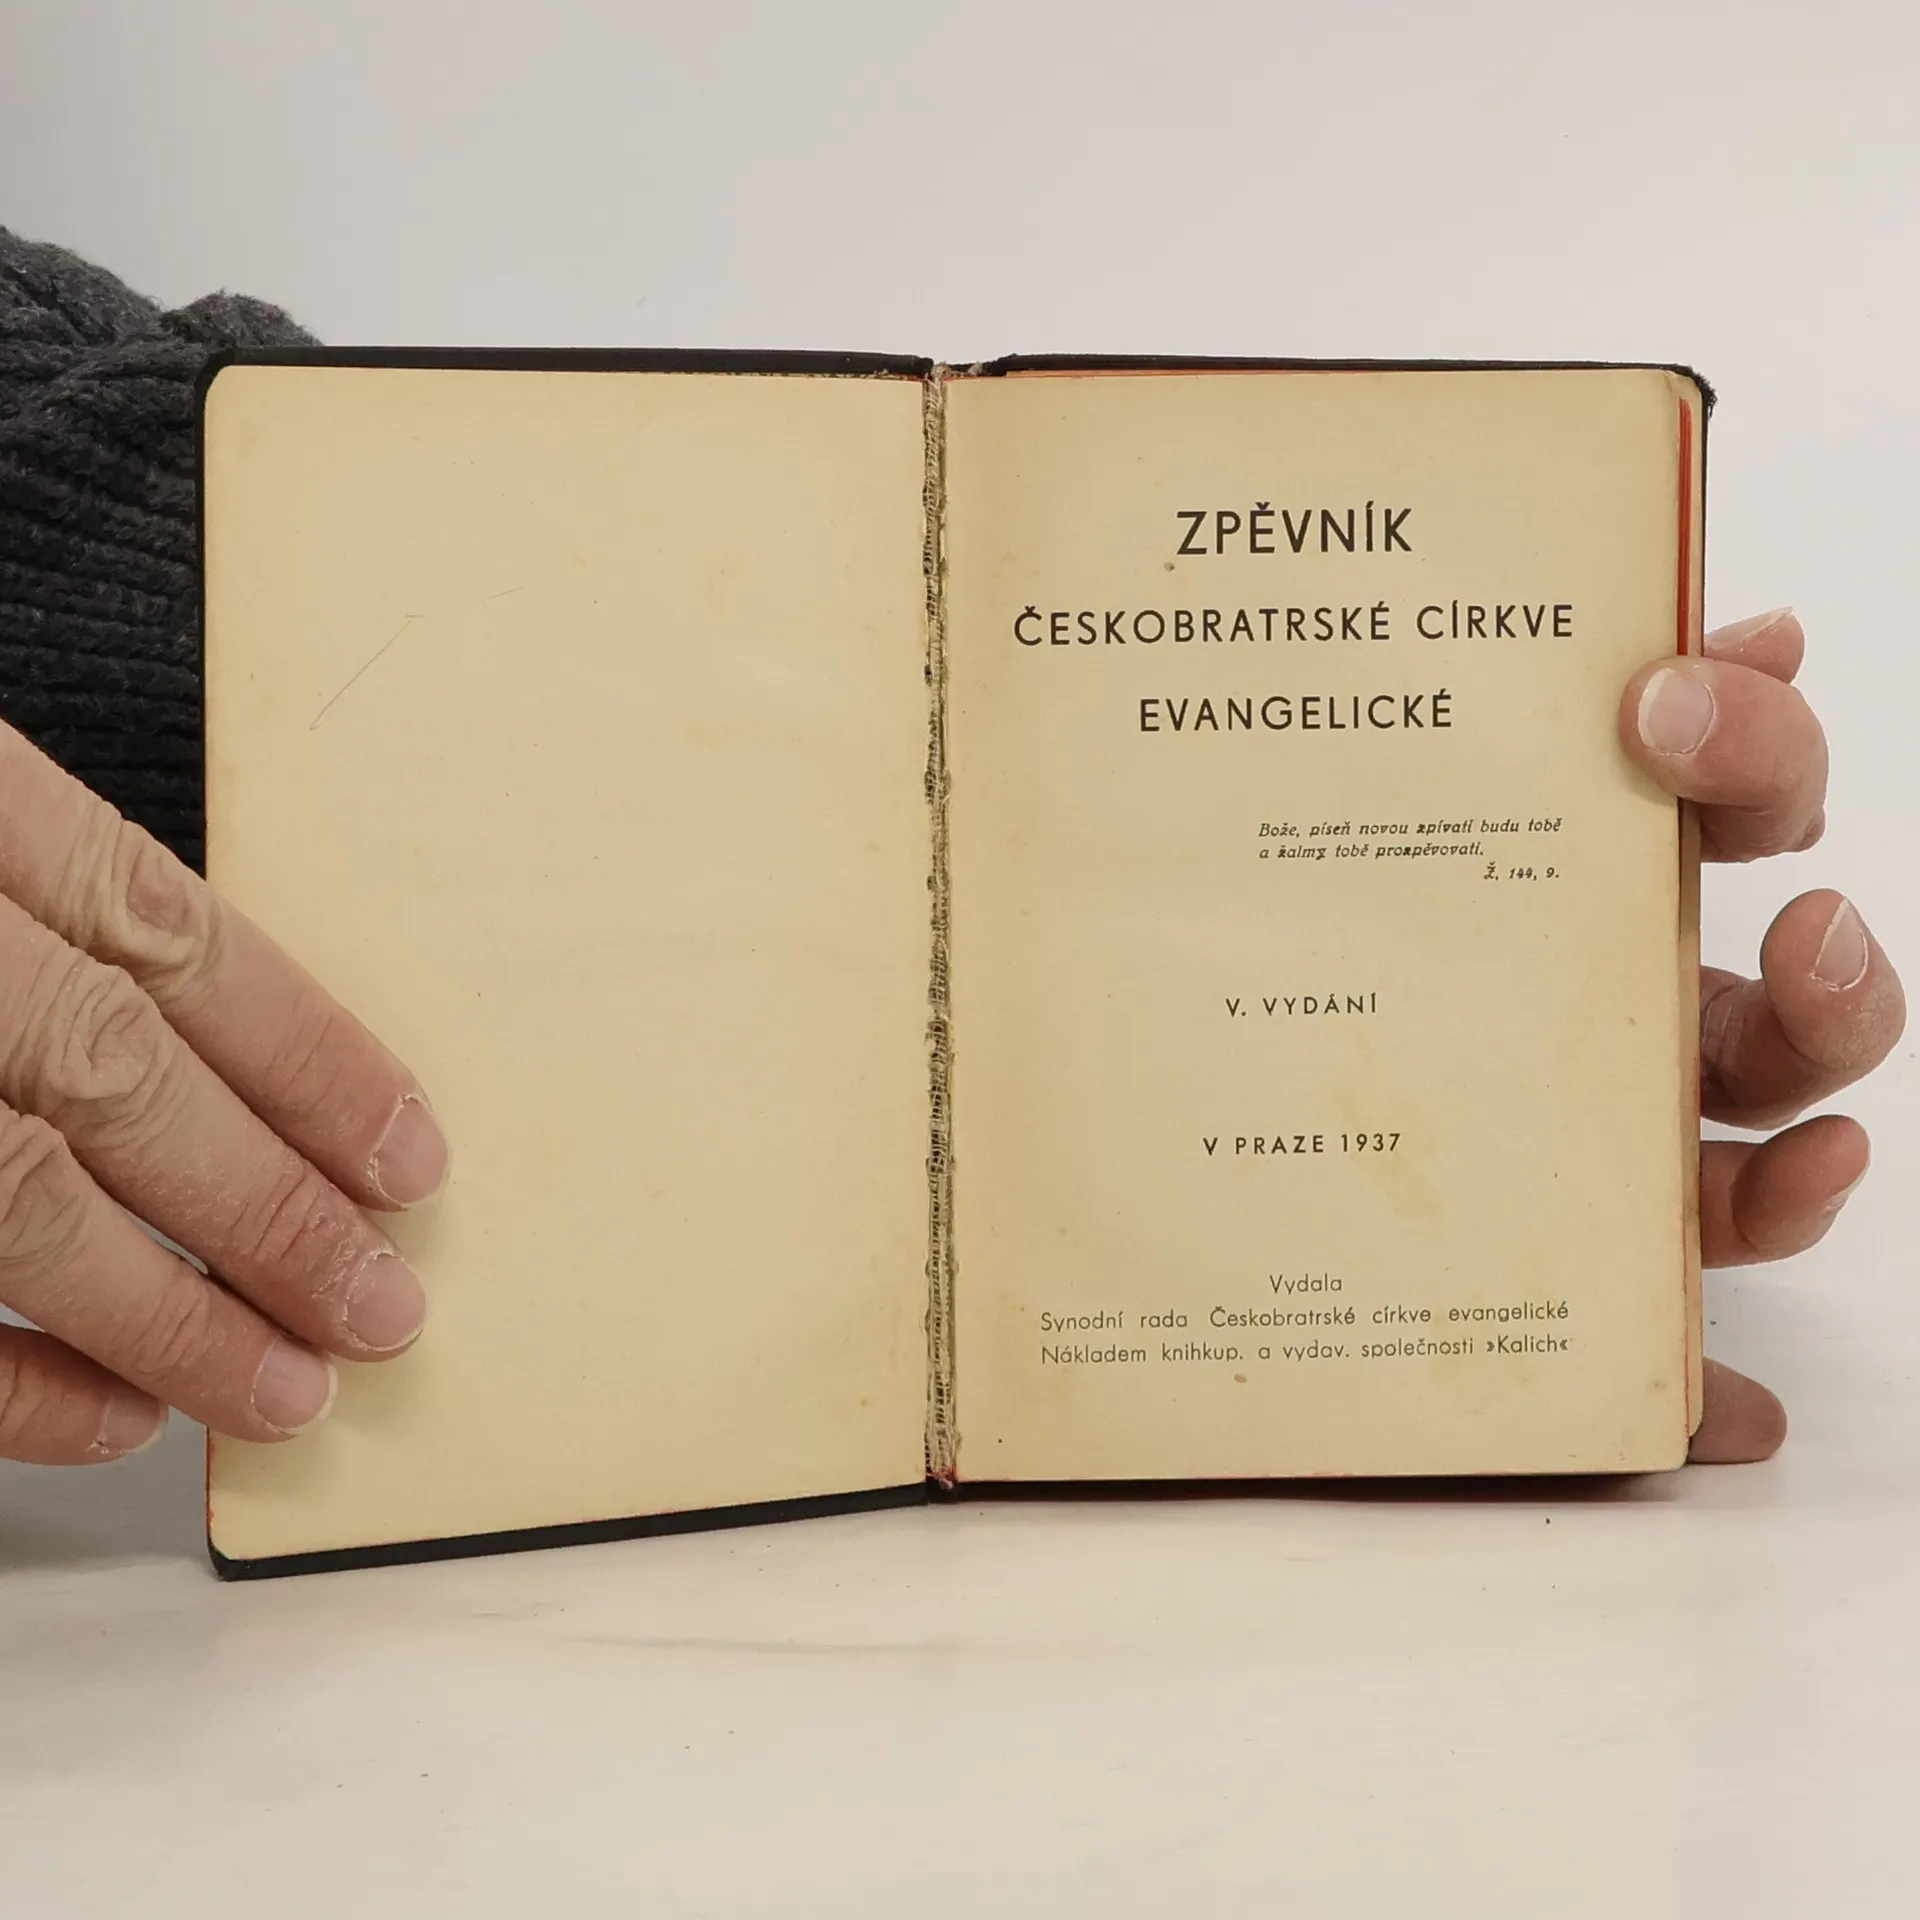 ZPĚVNÍK
ČESKOBRATRSKÉ CÍRKVE
EVANGELICKÉ
Bože, píseň novou zpívati budu tobě
a žalmy tobě prozpěvovati.
Ž, 144, 9.
V. VYDÁNÍ
V PRAZE 1937
Vydala
Synodní rada Českobratrské církve evangelické
Nákladem knihkup. a vydav. společnosti »Kalich«